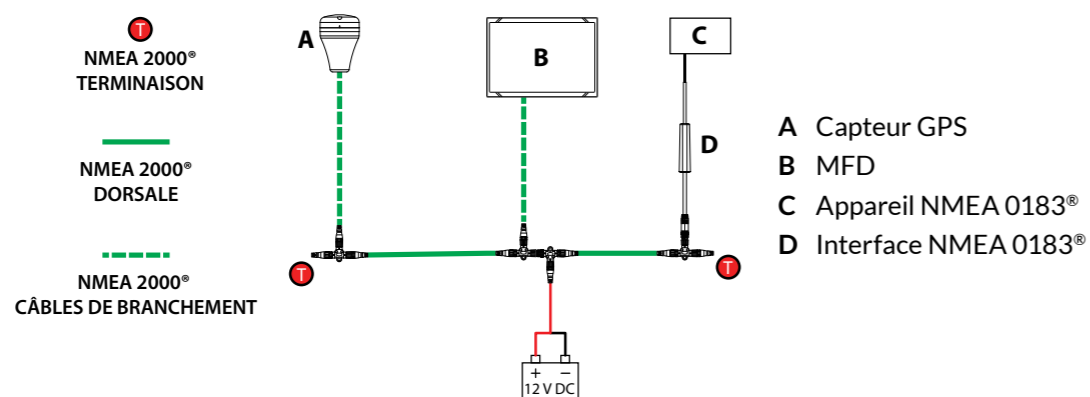 T
NMEA 2000®
TERMINAISON
NMEA 2000®
DORSALE
NMEA 2000®
CÂBLES DE BRANCHEMENT
A
B
C
D
T
T
+ −
12 V DC
A Capteur GPS
B MFD
C Appareil NMEA 0183®
D Interface NMEA 0183®